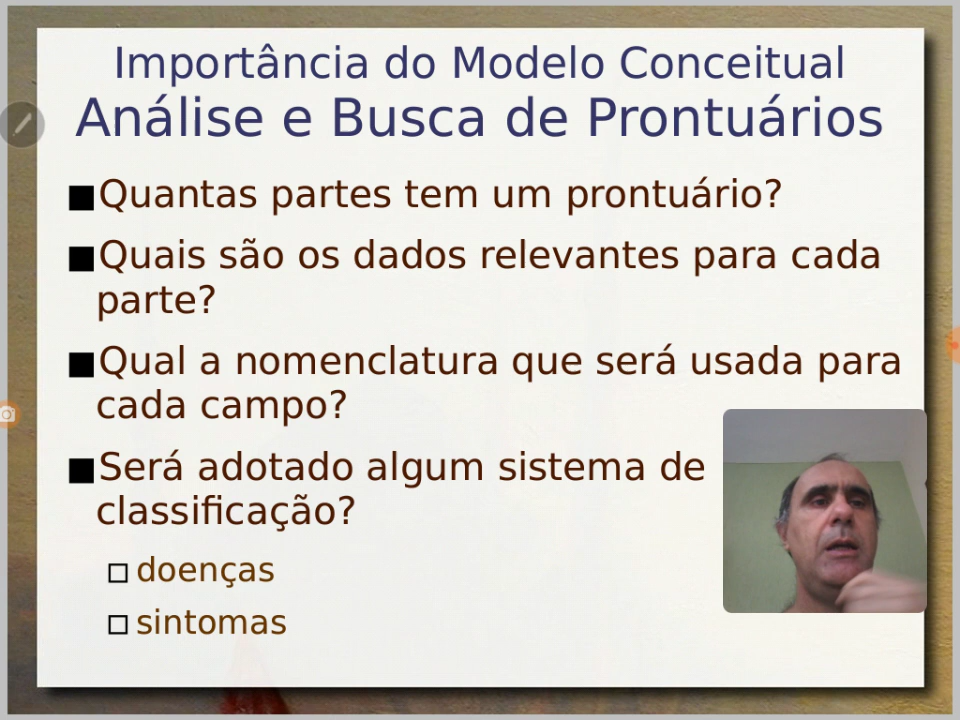 Importância do Modelo Conceitual
Análise e Busca de Prontuários
Quantas partes tem um prontuário?
Quais são os dados relevantes para cada
parte?
Qual a nomenclatura que será usada para
cada campo?
Será adotado algum sistema de
classificação?
doenças
sintomas